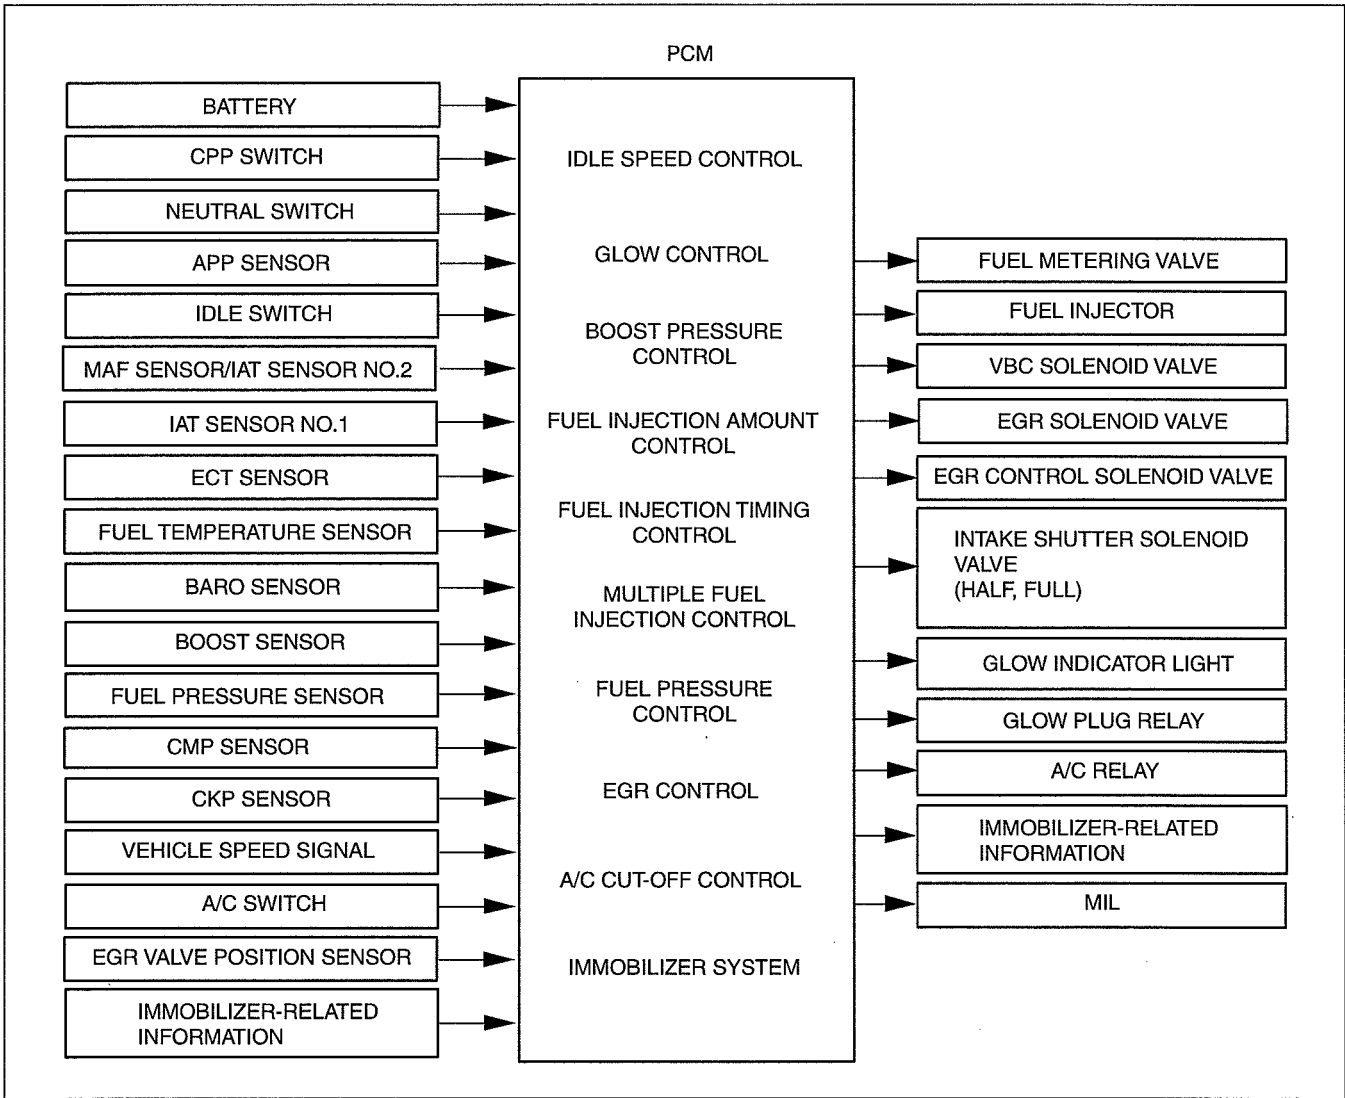 PCM
BATTERY
CPP SWITCH
NEUTRAL SWITCH
APP SENSOR
IDLE SWITCH
MAF SENSOR/IAT SENSOR NO.2
IAT SENSOR NO.1
ECT SENSOR
FUEL TEMPERATURE SENSOR
BARO SENSOR
BOOST SENSOR
FUEL PRESSURE SENSOR
CMP SENSOR
CKP SENSOR
VEHICLE SPEED SIGNAL
A/C SWITCH
EGR VALVE POSITION SENSOR
IMMOBILIZER-RELATED
INFORMATION
IDLE SPEED CONTROL
GLOW CONTROL
BOOST PRESSURE
CONTROL
FUEL INJECTION AMOUNT
CONTROL
FUEL INJECTION TIMING
CONTROL
MULTIPLE FUEL
INJECTION CONTROL
FUEL PRESSURE
CONTROL
EGR CONTROL
A/C CUT-OFF CONTROL
IMMOBILIZER SYSTEM
FUEL METERING VALVE
FUEL INJECTOR
VBC SOLENOID VALVE
EGR SOLENOID VALVE
EGR CONTROL SOLENOID VALVE
INTAKE SHUTTER SOLENOID
VALVE
(HALF, FULL)
GLOW INDICATOR LIGHT
GLOW PLUG RELAY
A/C RELAY
IMMOBILIZER-RELATED
INFORMATION
MIL